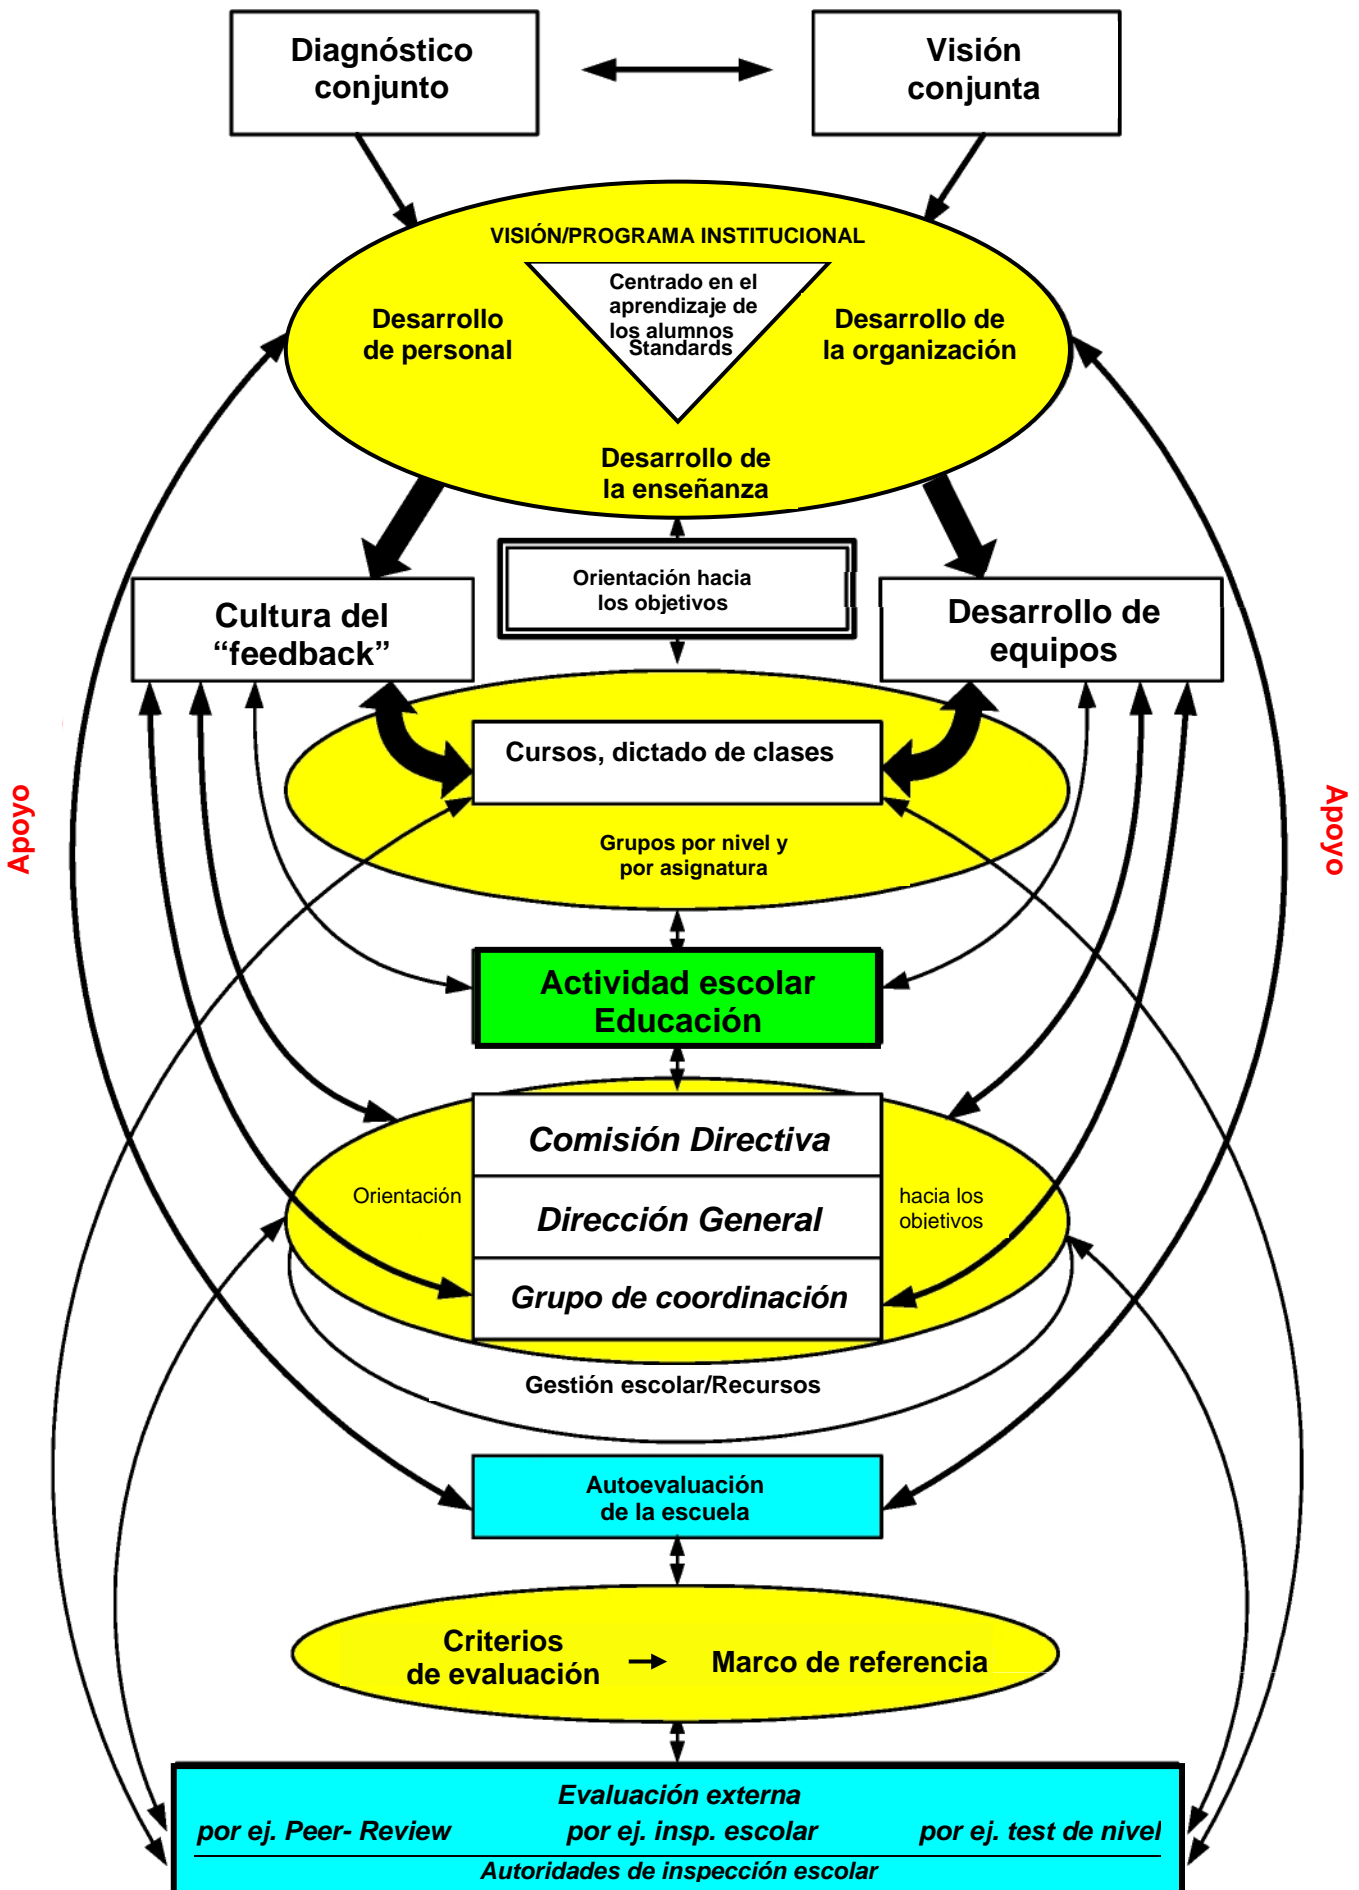 Diagnóstico
conjunto
Visión
conjunta
VISIÓN/PROGRAMA INSTITUCIONAL
Centrado en el
aprendizaje de
los alumnos
Standards
Desarrollo
de personal
Desarrollo de
la organización
Desarrollo de
la enseñanza
Orientación hacia
los objetivos
Cultura del
“feedback”
Desarrollo de
equipos
Cursos, dictado de clases
Grupos por nivel y
por asignatura
Apoyo
Apoyo
Actividad escolar
Educación
Comisión Directiva
Orientación
hacia los
objetivos
Dirección General
Grupo de coordinación
Gestión escolar/Recursos
Autoevaluación
de la escuela
Criterios
de evaluación
Marco de referencia
Evaluación externa
por ej. Peer- Review
por ej. insp. escolar
por ej. test de nivel
Autoridades de inspección escolar